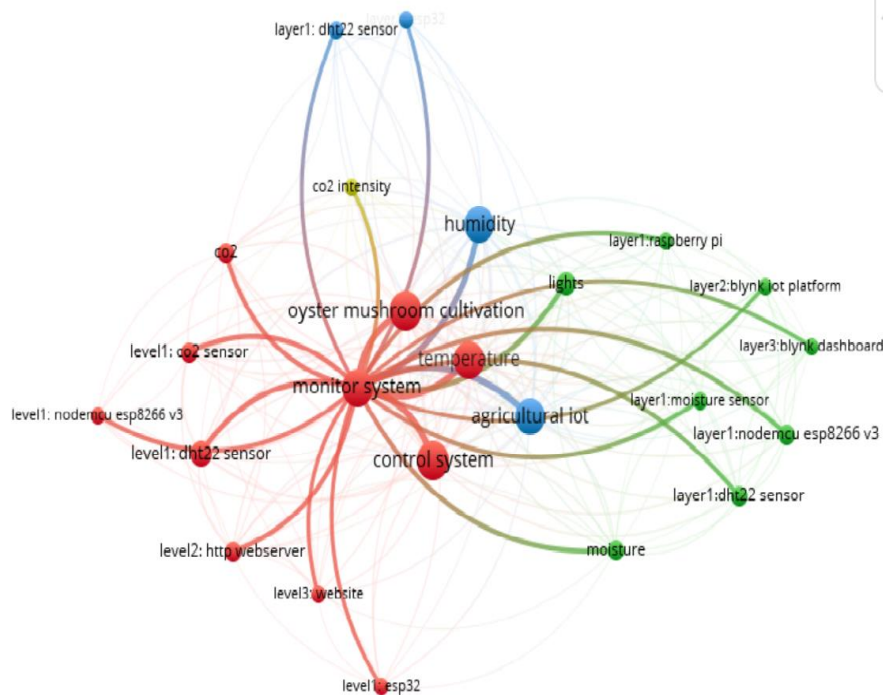 layer1: dht22 sensor
co2 intensity
humidity
layer1:raspberry pi
co2
lights
layer2:blynk iot platform
oyster mushroom cultivation
level1: co2 sensor
temperature
layer3:blynk dashboard
monitor system
layer1:moisture sensor
level1: nodemcu esp8266 v3
agricultural iot
layer1:nodemcu esp8266 v3
level1: dht22 sensor
control system
layer1:dht22 sensor
level2: http webserver
moisture
level3: website
level1: esp32